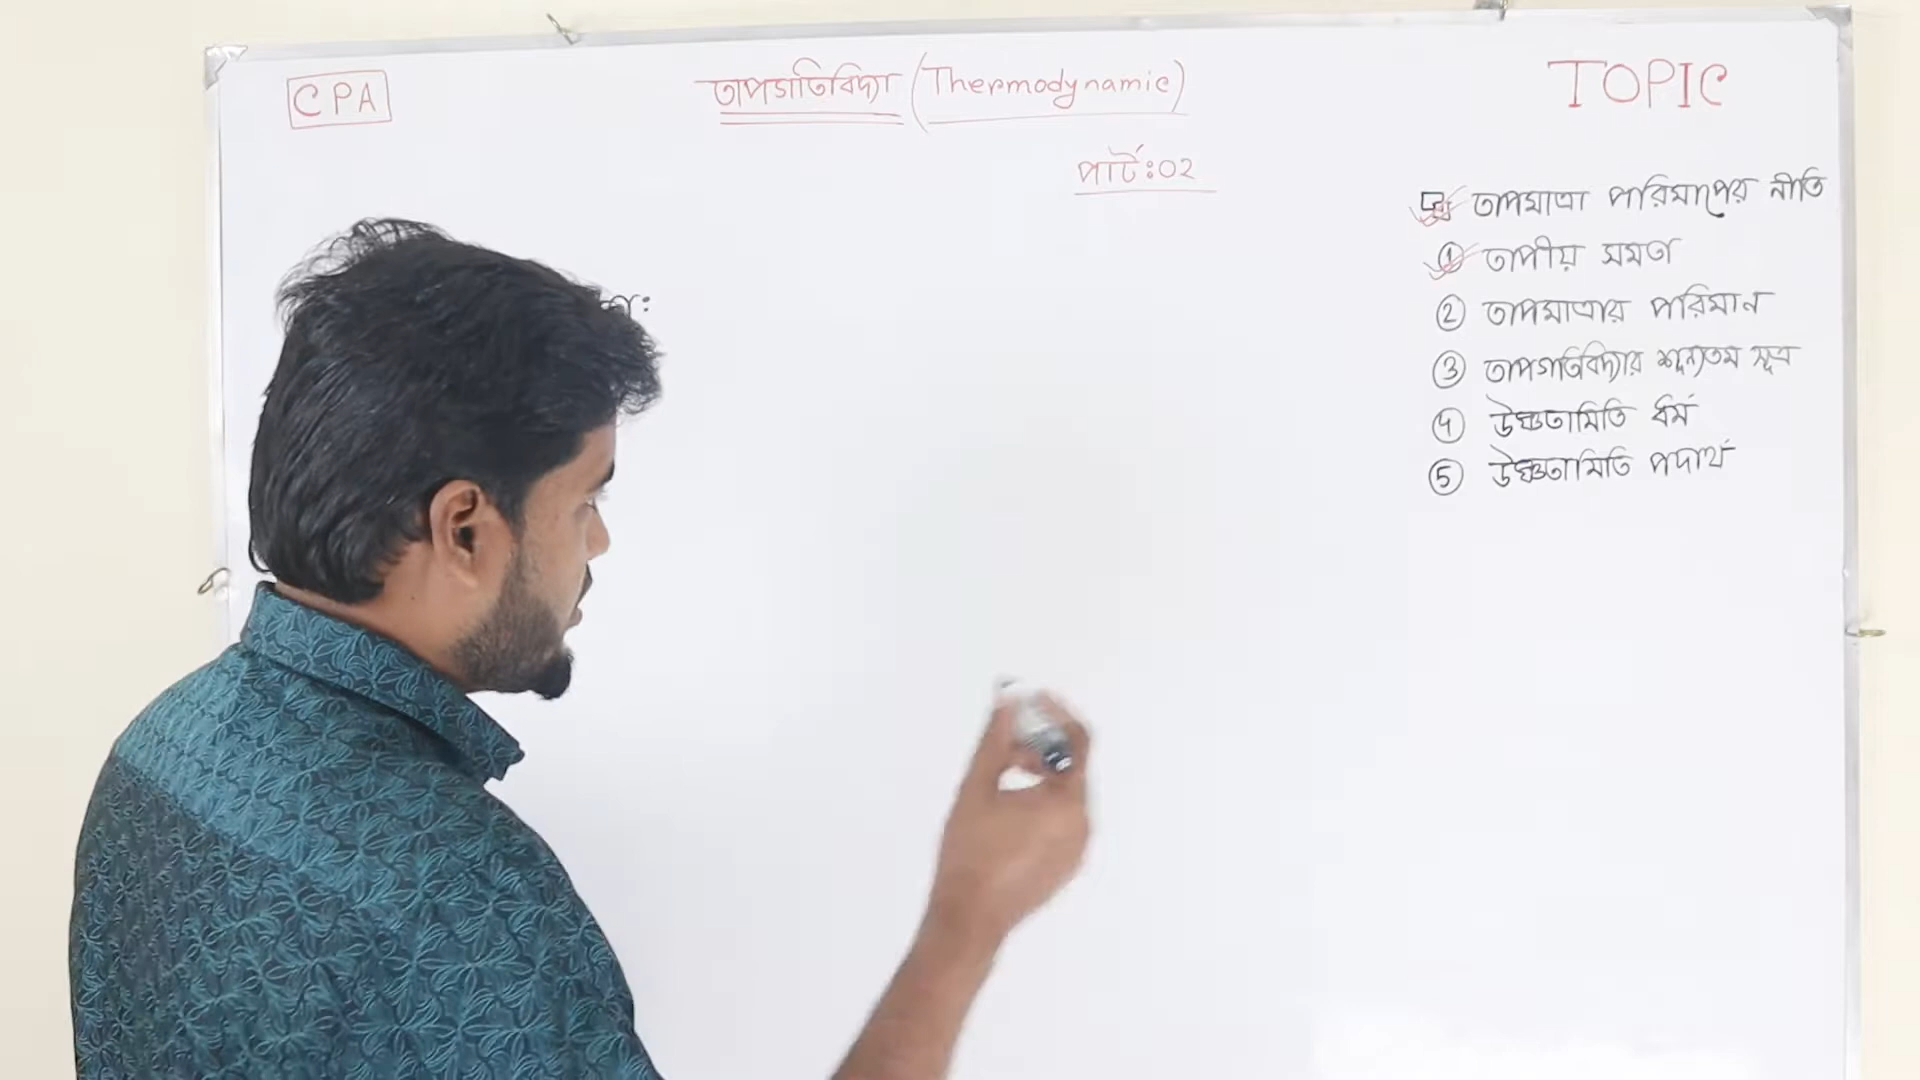 CPA
তাপগতিবিদ্যা (Thermodynamic)
পার্ট:০২
TOPIC
তাপমাত্রা পরিমাপের নীতি
① তাপীয় সমতা
② তাপমাত্রার পরিমান
③ তাপগতিবিদ্যার শূন্যতম সূত্র
④ উষ্ণতামিতি ধর্ম
⑤ উষ্ণতামিতি পদার্থ